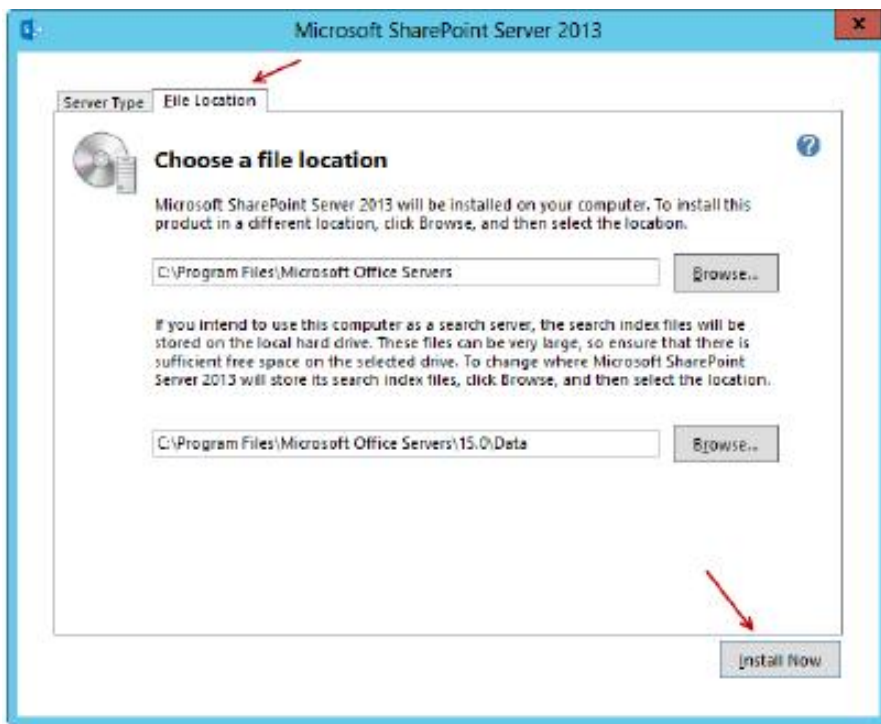 Microsoft SharePoint Server 2013
x
Server Type
File Location
?
Choose a file location
Microsoft SharePoint Server 2013 will be installed on your computer. To install this
product in a different location, click Browse, and then select the location.
C:\Program Files\Microsoft Office Servers
Browse...
If you intend to use this computer as a search server, the search index files will be
stored on the local hard drive. These files can be very large, so ensure that there is
sufficient free space on the selected drive. To change where Microsoft SharePoint
Server 2013 will store its search index files, click Browse, and then select the location.
C:\Program Files\Microsoft Office Servers\15.0\Data
Browse...
Install Now